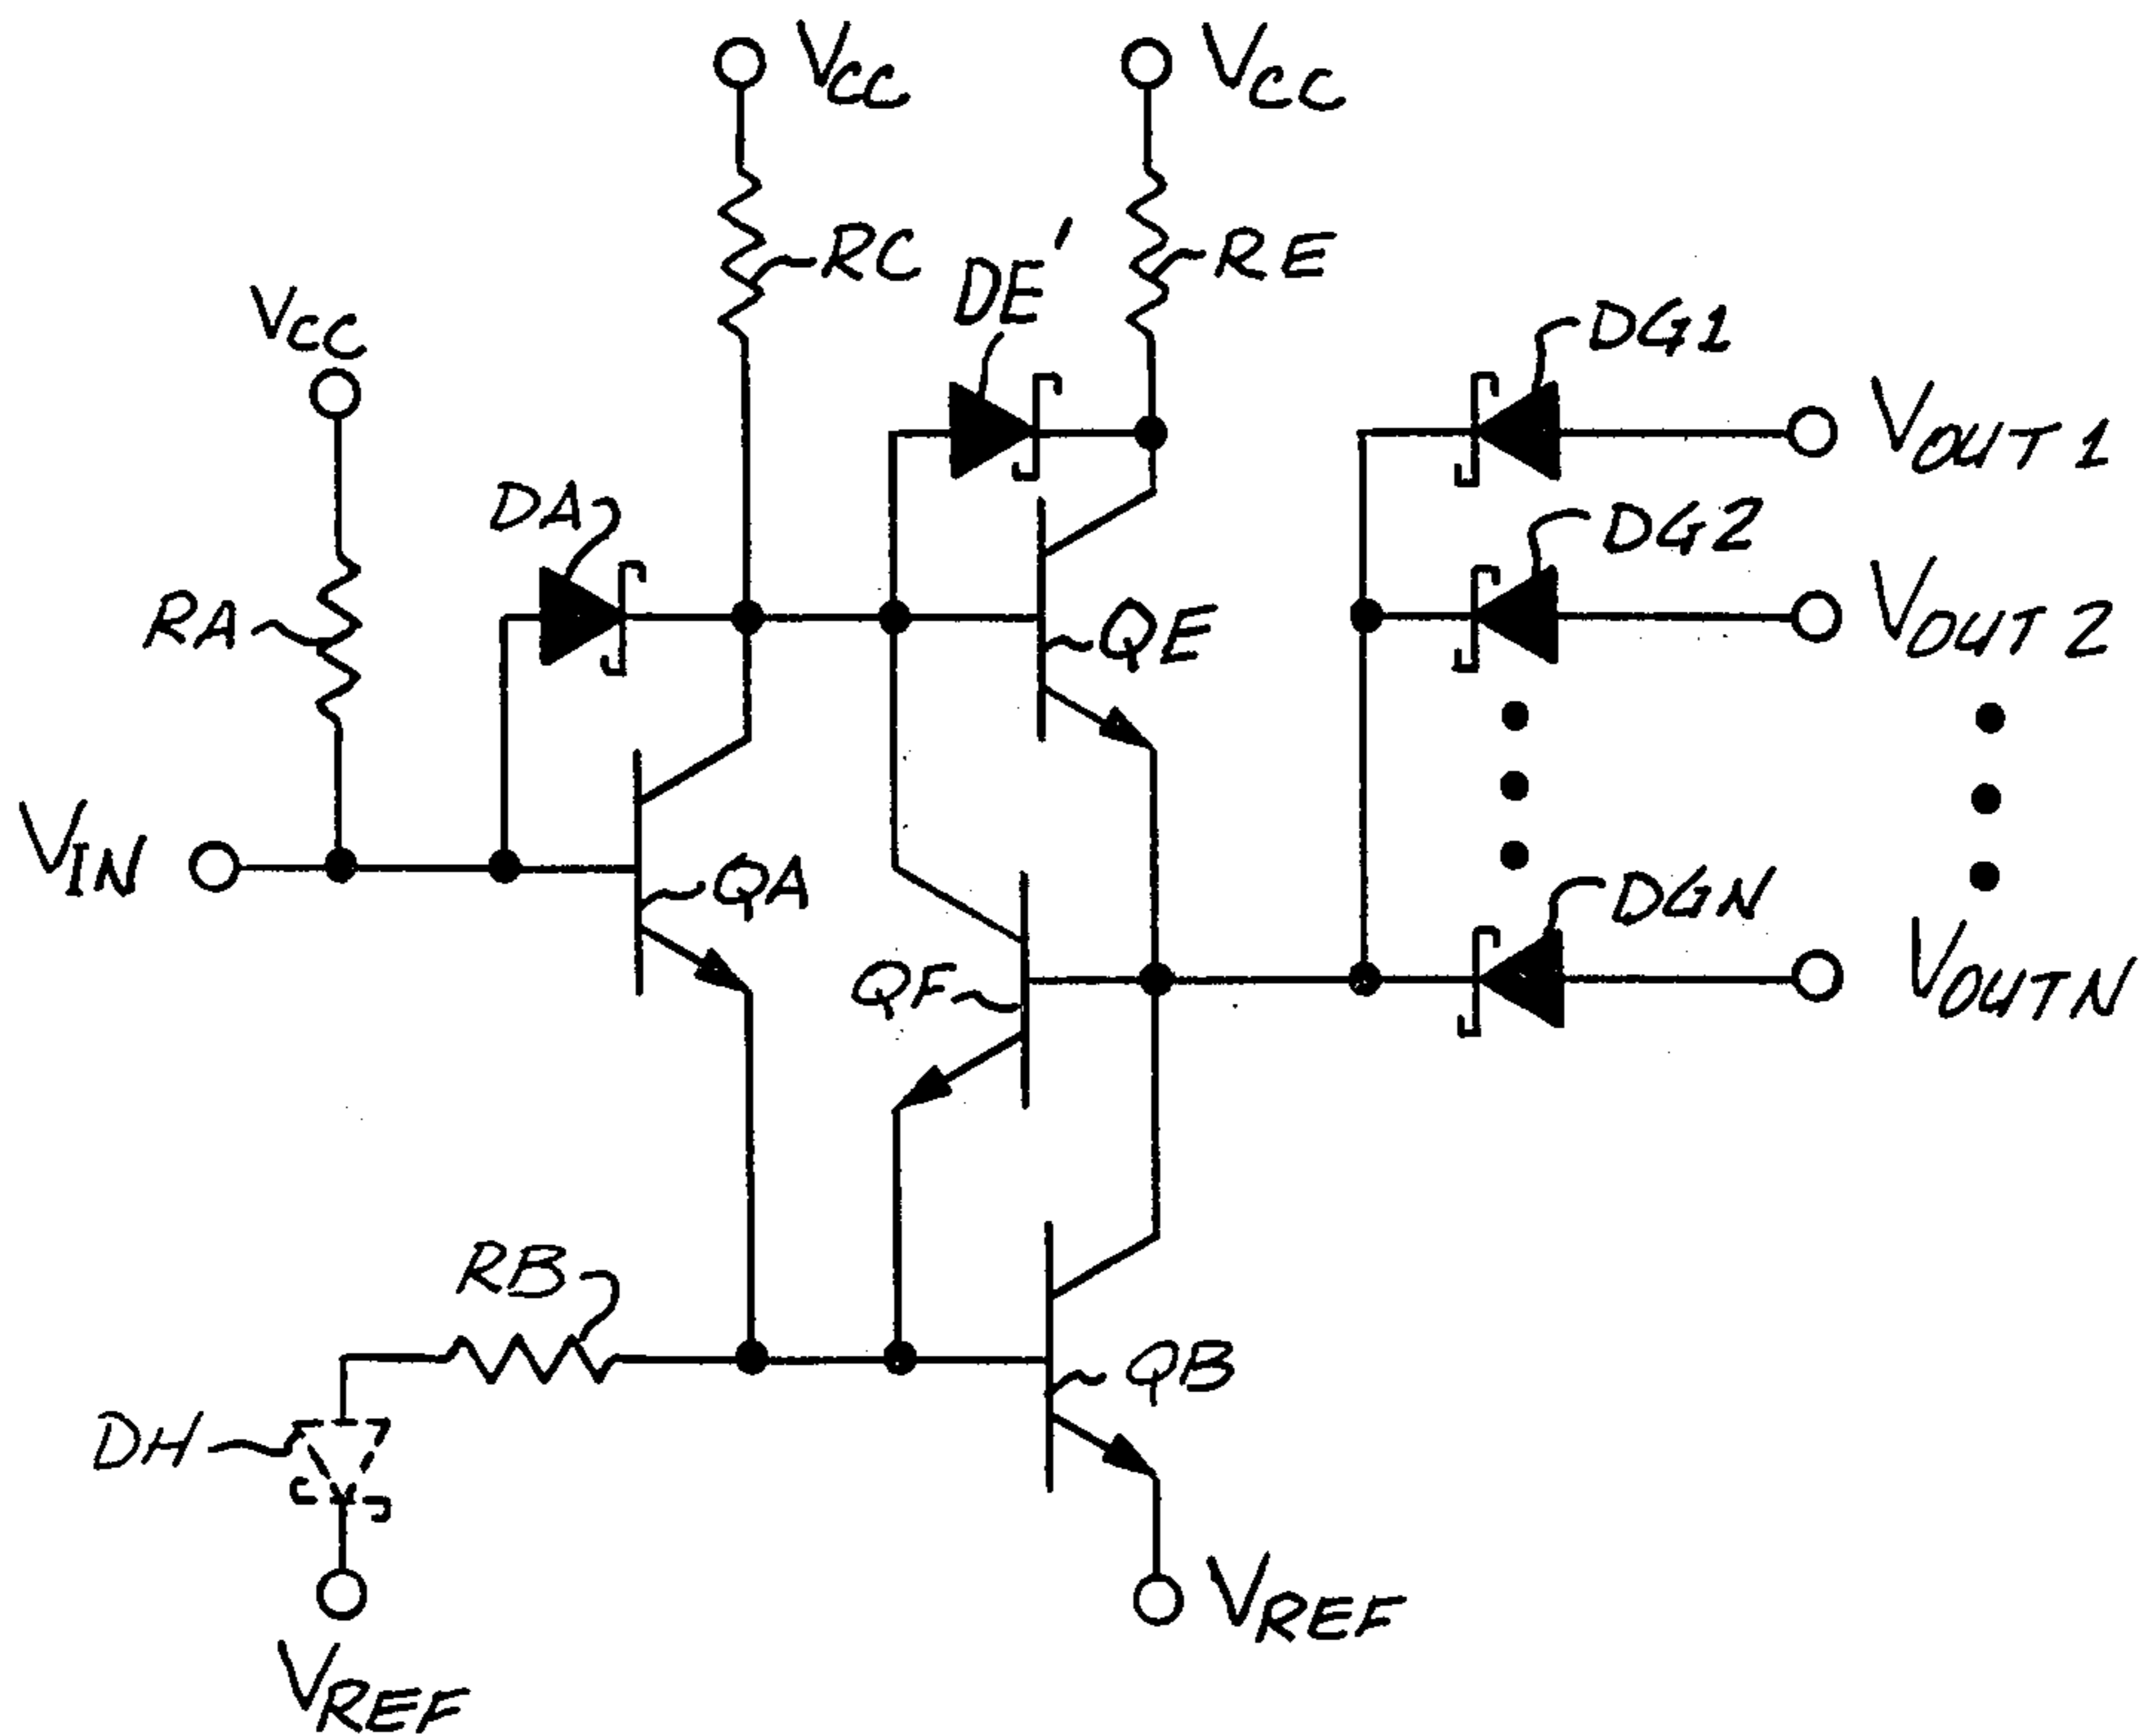 VCC
VCC
RC
DE'
RE
VCC
DG1
VOUT 1
DA
DG2
RA
QE
VOUT 2
VIN
QA
DGN
QF
VOUTN
RB
QB
DH
VREF
VREF